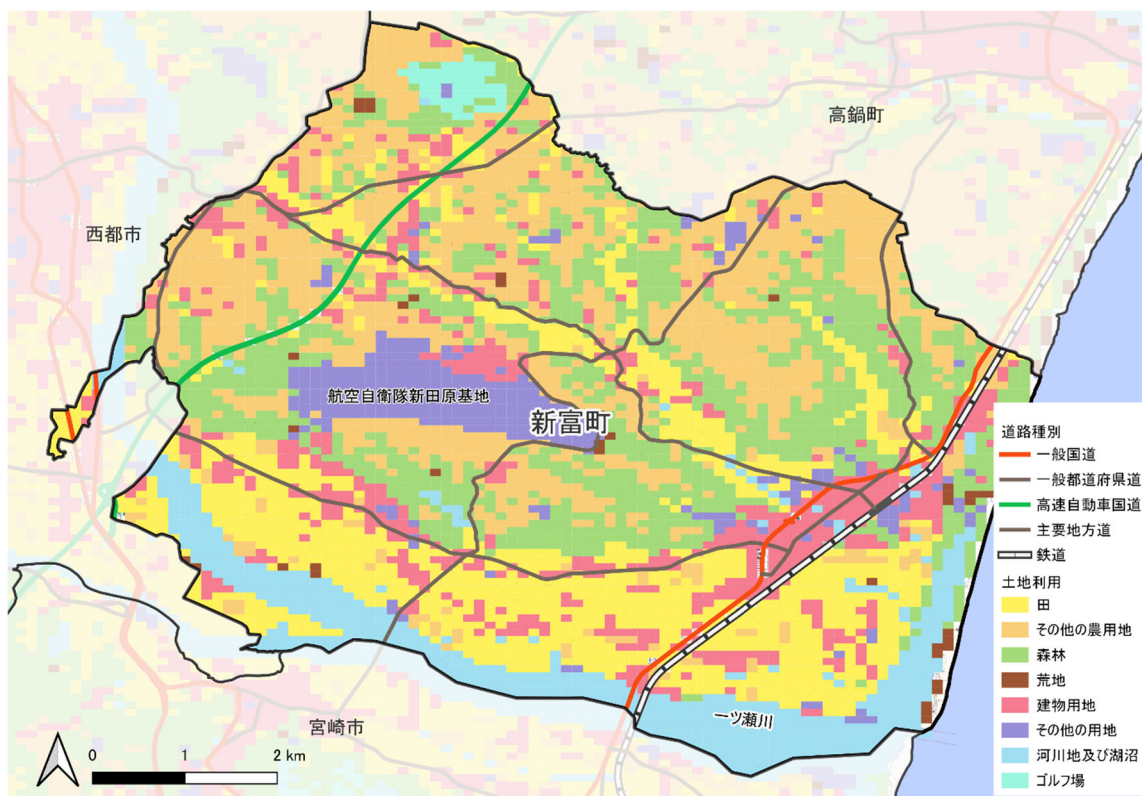 高鍋町
西都市
航空自衛隊新田原基地
新富町
一ツ瀬川
宮崎市
0 1 2 km
道路種別
一般国道
一般都道府県道
高速自動車国道
主要地方道
鉄道
土地利用
田
その他の農用地
森林
荒地
建物用地
その他の用地
河川地及び湖沼
ゴルフ場